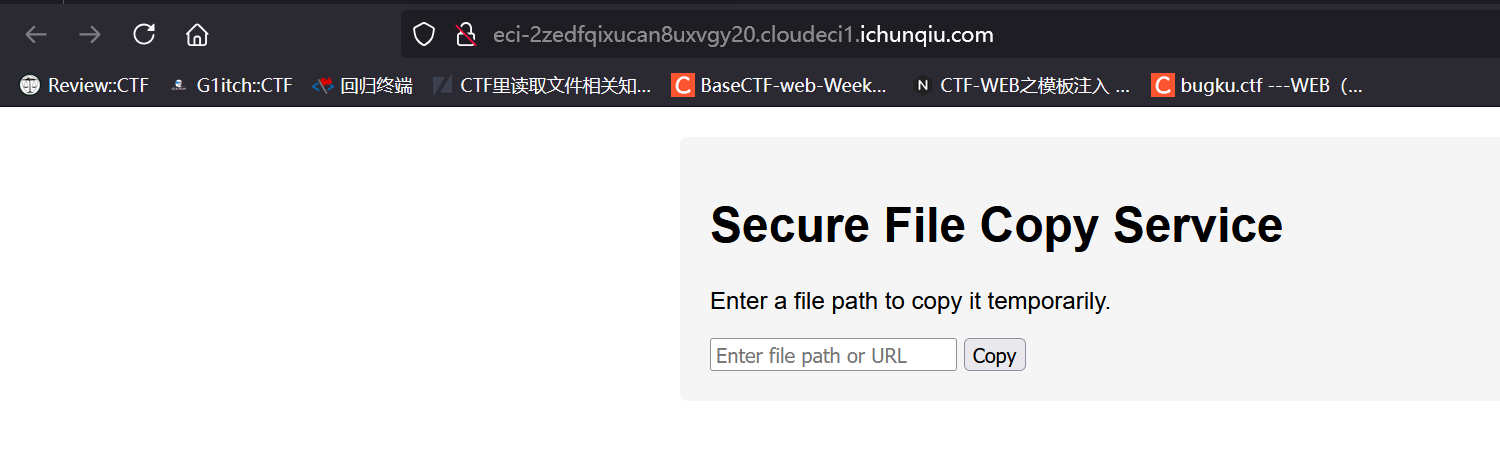 eci-2zedfqixucan8uxvgy20.cloudeci1.ichunqiu.com
Review::CTF G1itch::CTF 回归终端 CTF里读取文件相关知... BaseCTF-web-Week... N CTF-WEB之模板注入 ... C bugku.ctf ---WEB（...
Secure File Copy Service
Enter a file path to copy it temporarily.
Enter file path or URL Copy